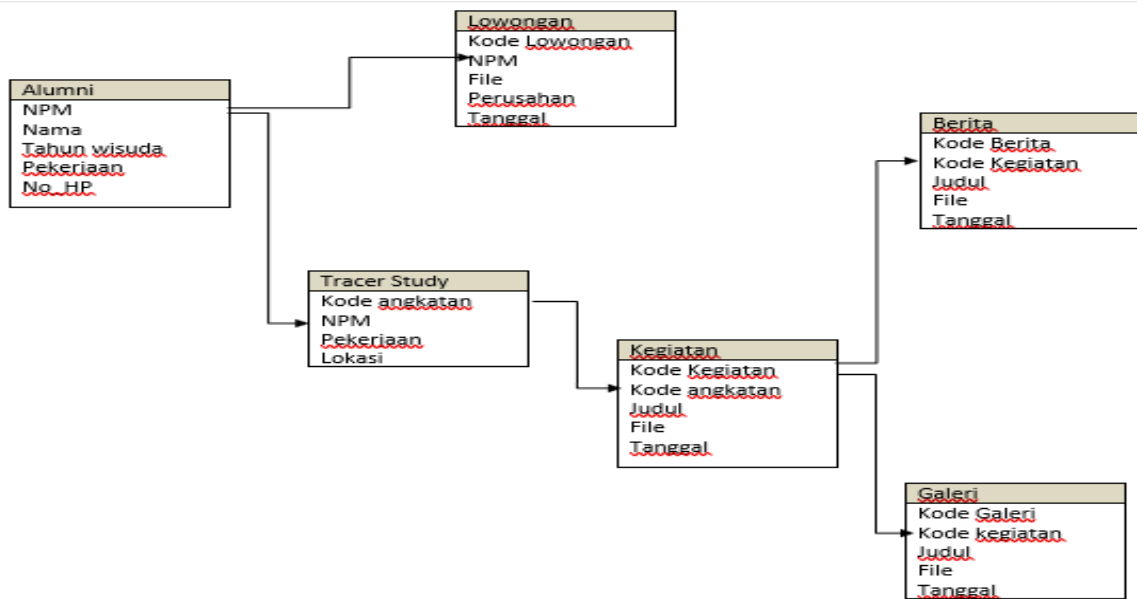 Lowongan
Kode Lowongan
NPM
File
Perusahan
Tanggal
Alumni
NPM
Nama
Tahun wisuda
Pekerjaan
No_HP
Berita
Kode Berita
Kode Kegiatan
Judul
File
Tanggal
Tracer Study
Kode angkatan
NPM
Pekerjaan
Lokasi
Kegiatan
Kode Kegiatan
Kode angkatan
Judul
File
Tanggal
Galeri
Kode Galeri
Kode kegiatan
Judul
File
Tanggal